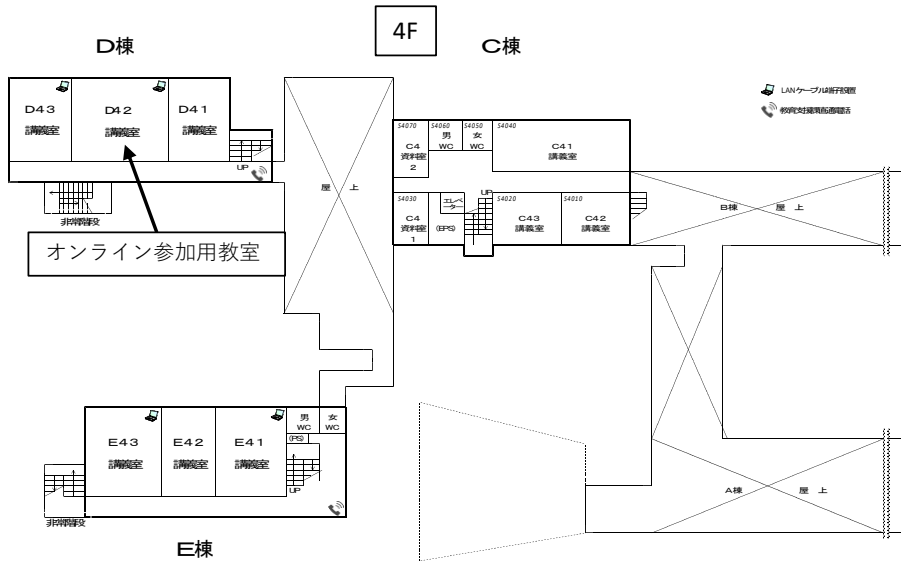 4F
D棟
C棟
LANケーブル端子設置
D43
講義室
D42
講義室
D41
講義室
UP
非常階段
オンライン参加用教室
屋上
S4070
C4
資料室
2
S4060
男
WC
S4050
女
WC
S4040
C41
講義室
S4030
C4
資料室
1
エレベーター
(EPS)
UP
S4020
C43
講義室
S4010
C42
講義室
B棟 屋上
E43
講義室
E42
講義室
E41
講義室
男
WC
女
WC
(PS)
UP
非常階段
E棟
A棟 屋上